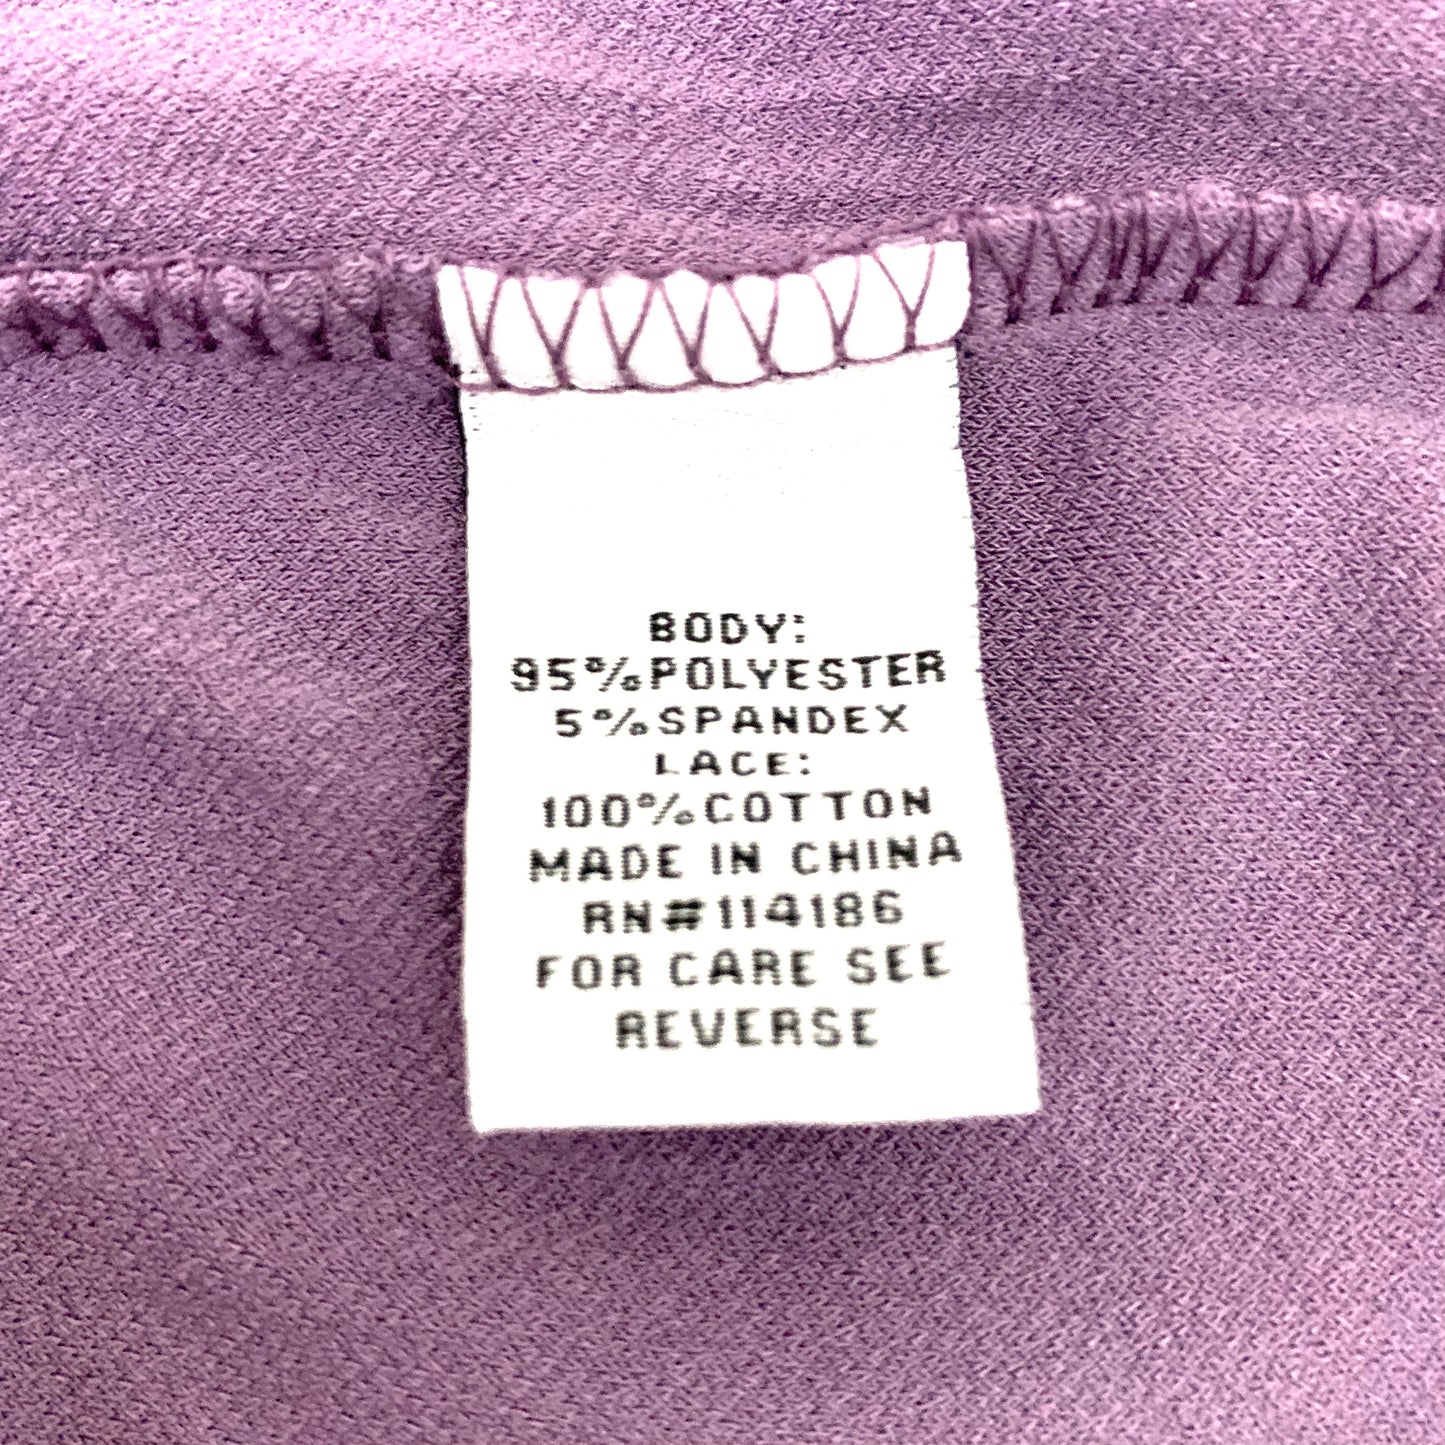 BODY:
95%POLYESTER
5%SPANDEX
LACE:
100%COTTON
MADE IN CHINA
RN#114186
FOR CARE SEE
REVERSE